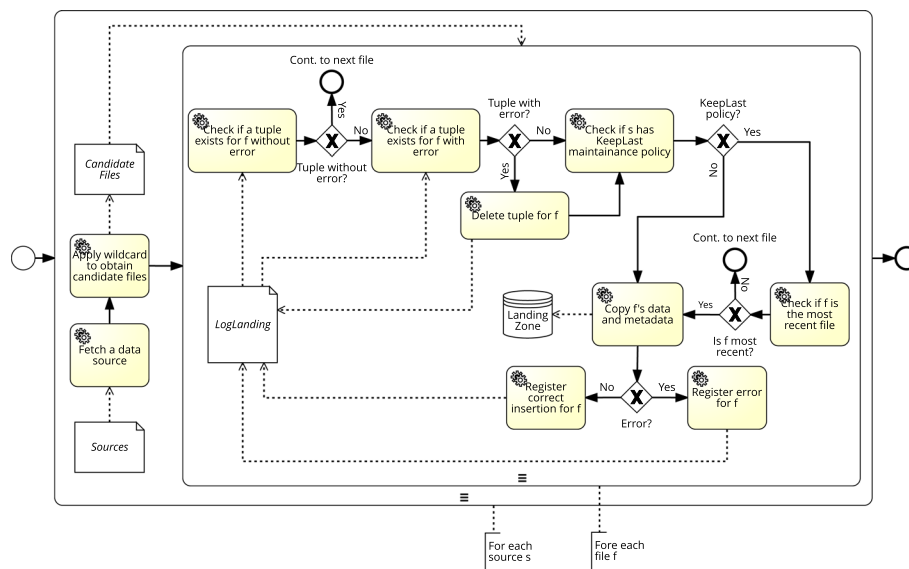 Cont. to next file
Yes
Check if a tuple
exists for f without
error
No
Tuple without
error?
Check if a tuple
exists for f with
error
Tuple with
error?
No
Yes
Check if s has
KeepLast
maintainance policy
KeepLast
policy?
Yes
No
Delete tuple for f
Candidate
Files
Apply wildcard
to obtain
candidate files
Fetch a data
source
Sources
LogLanding
Landing
Zone
Copy f's data
and metadata
Yes
Cont. to next file
No
Is f most
recent?
Check if f is
the most
recent file
Register
correct
insertion for f
No
Yes
Error?
Register error
for f
For each
source s
Fore each
file f